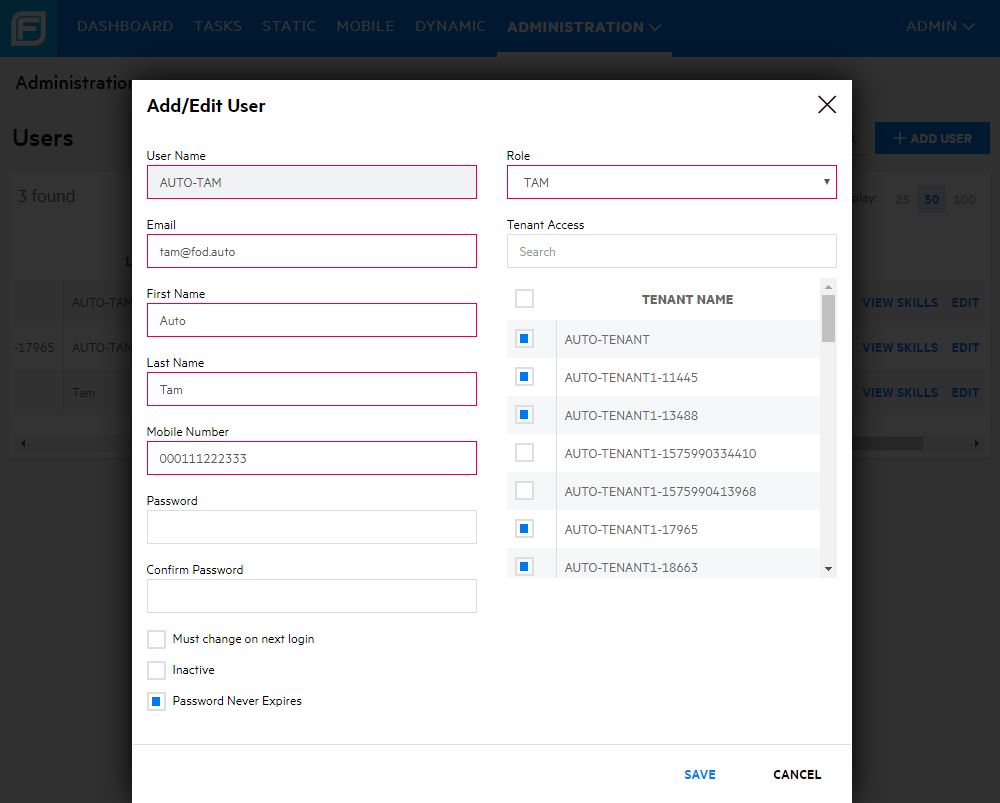 DASHBOARD TASKS STATIC MOBILE DYNAMIC ADMINISTRATION ADMIN
Administration
Users
+ ADD USER
3 found
25 50 100
AUTO-TAM
VIEW SKILLS EDIT
-17965 AUTO-TAM
VIEW SKILLS EDIT
Tam
VIEW SKILLS EDIT
Add/Edit User
User Name
AUTO-TAM
Email
tam@fod.auto
First Name
Auto
Last Name
Tam
Mobile Number
000111222333
Password
Confirm Password
Must change on next login
Inactive
Password Never Expires
Role
TAM
Tenant Access
Search
TENANT NAME
AUTO-TENANT
AUTO-TENANT1-11445
AUTO-TENANT1-13488
AUTO-TENANT1-1575990334410
AUTO-TENANT1-1575990413968
AUTO-TENANT1-17965
AUTO-TENANT1-18663
SAVE CANCEL